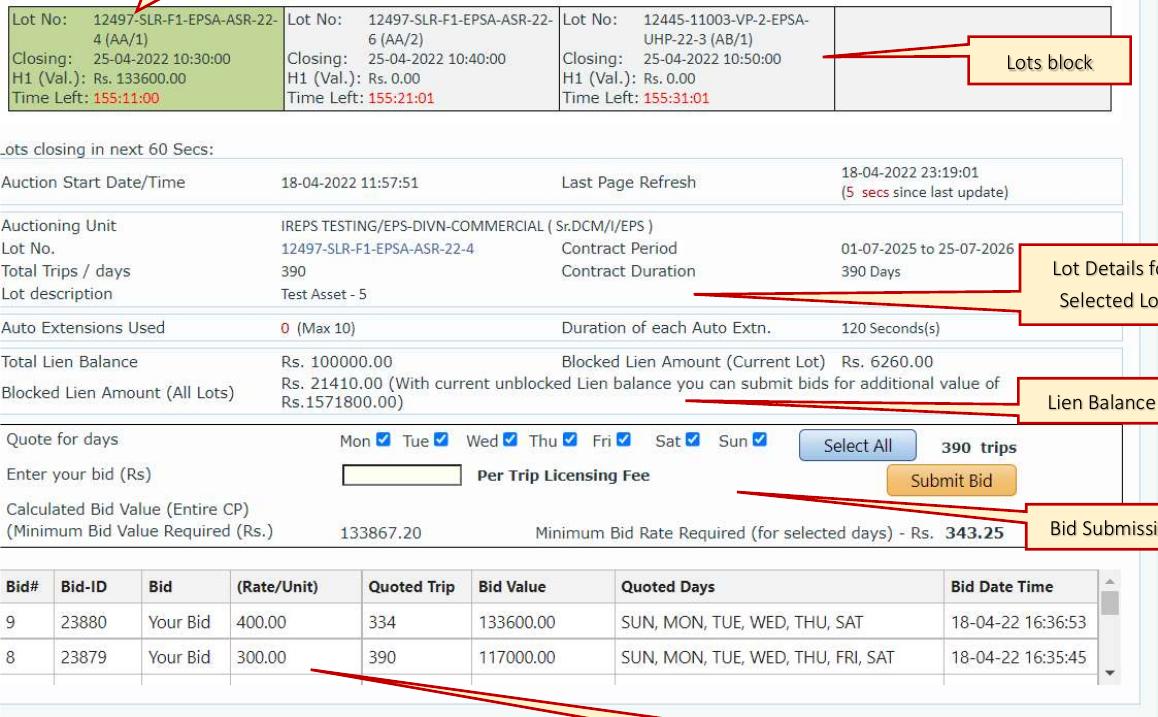 Lot No: 12497-SLR-F1-EPSA-ASR-22-4 (AA/1)
Closing: 25-04-2022 10:30:00
H1 (Val.): Rs. 133600.00
Time Left: 155:11:00
Lot No: 12497-SLR-F1-EPSA-ASR-22-6 (AA/2)
Closing: 25-04-2022 10:40:00
H1 (Val.): Rs. 0.00
Time Left: 155:21:01
Lot No: 12445-11003-VP-2-EPSA-UHP-22-3 (AB/1)
Closing: 25-04-2022 10:50:00
H1 (Val.): Rs. 0.00
Time Left: 155:31:01
Lots block
Lots closing in next 60 Secs:
Auction Start Date/Time 18-04-2022 11:57:51 Last Page Refresh 18-04-2022 23:19:01
(5 secs since last update)
Auctioning Unit IREPS TESTING/EPS-DIVN-COMMERCIAL ( Sr.DCM/I/EPS )
Lot No. 12497-SLR-F1-EPSA-ASR-22-4 Contract Period 01-07-2025 to 25-07-2026
Total Trips / days 390 Contract Duration 390 Days
Lot description Test Asset - 5
Lot Details f
Selected Lo
Auto Extensions Used 0 (Max 10) Duration of each Auto Extn. 120 Seconds(s)
Total Lien Balance Rs. 100000.00 Blocked Lien Amount (Current Lot) Rs. 6260.00
Blocked Lien Amount (All Lots) Rs. 21410.00 (With current unblocked Lien balance you can submit bids for additional value of
Rs.1571800.00)
Lien Balance
Quote for days Mon Tue Wed Thu Fri Sat Sun Select All 390 trips
Enter your bid (Rs) Per Trip Licensing Fee Submit Bid
Calculated Bid Value (Entire CP)
(Minimum Bid Value Required (Rs.) 133867.20 Minimum Bid Rate Required (for selected days) - Rs. 343.25
Bid Submissi
Bid# Bid-ID Bid (Rate/Unit) Quoted Trip Bid Value Quoted Days Bid Date Time
9 23880 Your Bid 400.00 334 133600.00 SUN, MON, TUE, WED, THU, SAT 18-04-22 16:36:53
8 23879 Your Bid 300.00 390 117000.00 SUN, MON, TUE, WED, THU, FRI, SAT 18-04-22 16:35:45